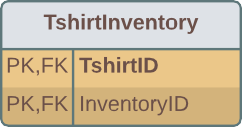 TshirtInventory
PK,FK TshirtID
PK,FK InventoryID